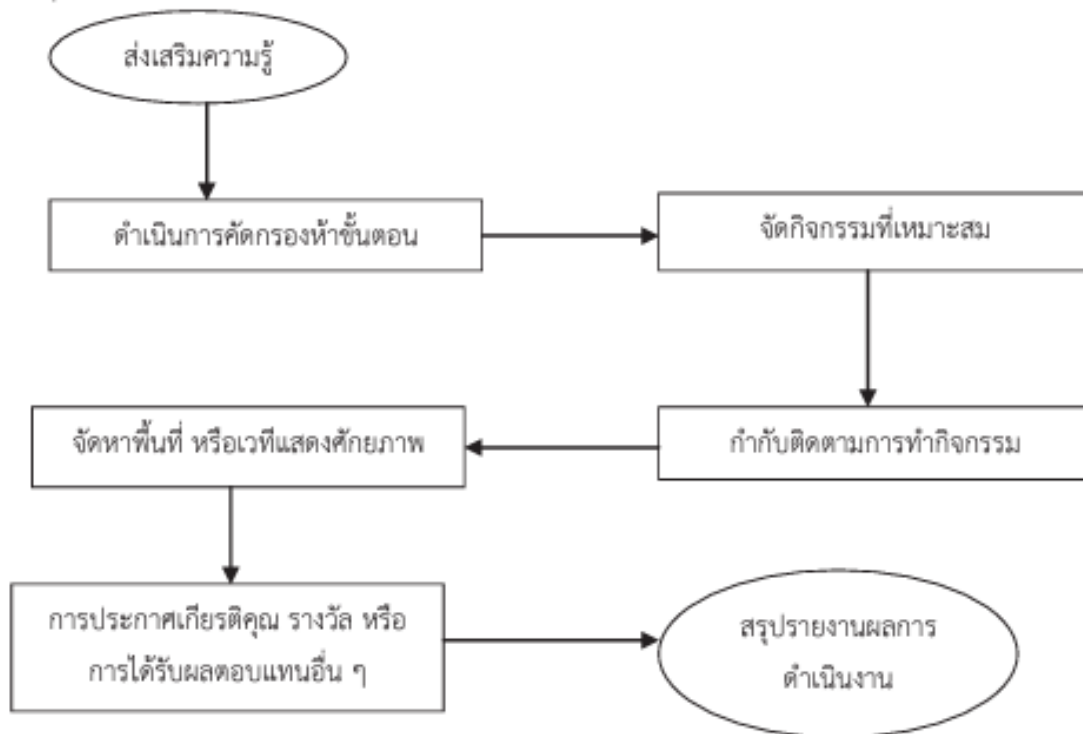 ส่งเสริมความรู้
ดำเนินการคัดกรองห้าขั้นตอน
จัดกิจกรรมที่เหมาะสม
กำกับติดตามการทำกิจกรรม
จัดหาพื้นที่ หรือเวทีแสดงศักยภาพ
การประกาศเกียรติคุณ รางวัล หรือ
การได้รับผลตอบแทนอื่น ๆ
สรุปรายงานผลการ
ดำเนินงาน